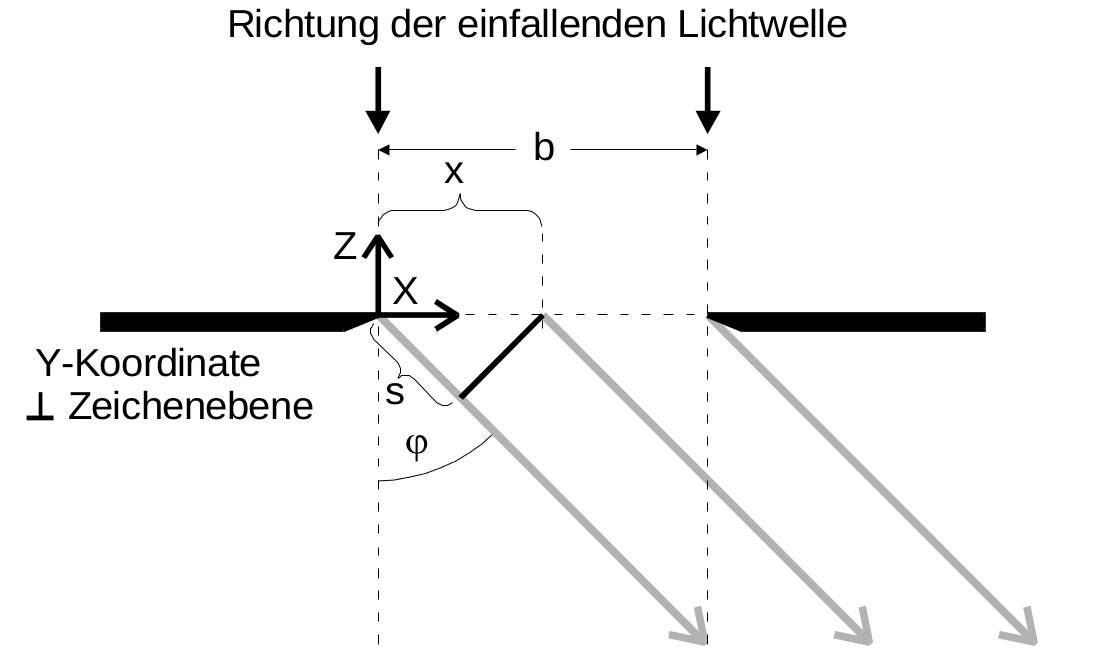 Richtung der einfallenden Lichtwelle
b
x
Z
X
Y-Koordinate
⊥ Zeichenebene
s
φ